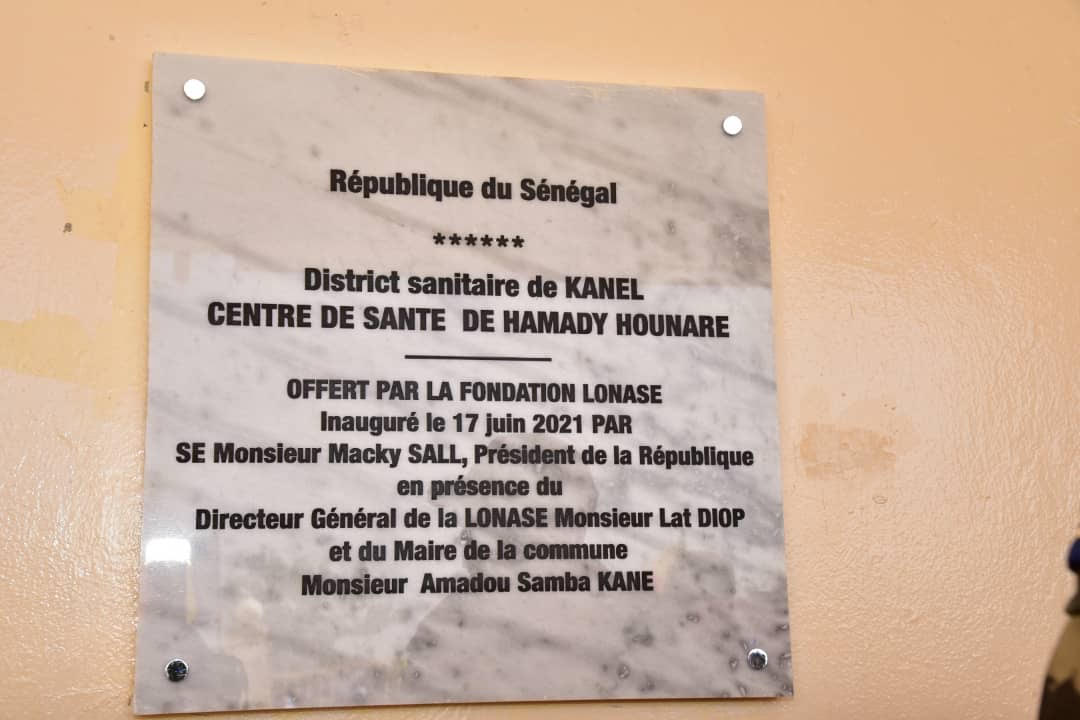 République du Sénégal
******
District sanitaire de KANEL
CENTRE DE SANTE DE HAMADY HOUNARE
OFFERT PAR LA FONDATION LONASE
Inauguré le 17 juin 2021 PAR
SE Monsieur Macky SALL, Président de la République
en présence du
Directeur Général de la LONASE Monsieur Lat DIOP
et du Maire de la commune
Monsieur Amadou Samba KANE